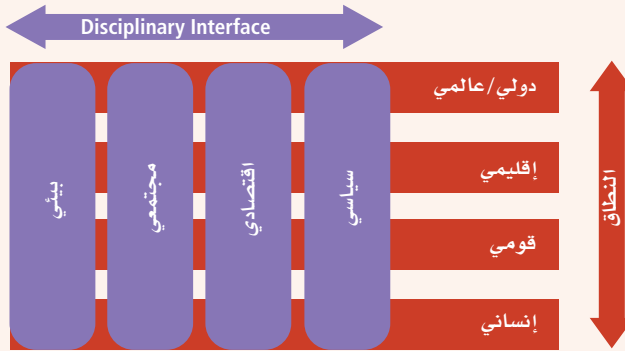 Disciplinary Interface
دولي/عالمي
إقليمي
قومي
إنساني
النطاق
سياسي
اقتصادي
مجتمعي
بيئي